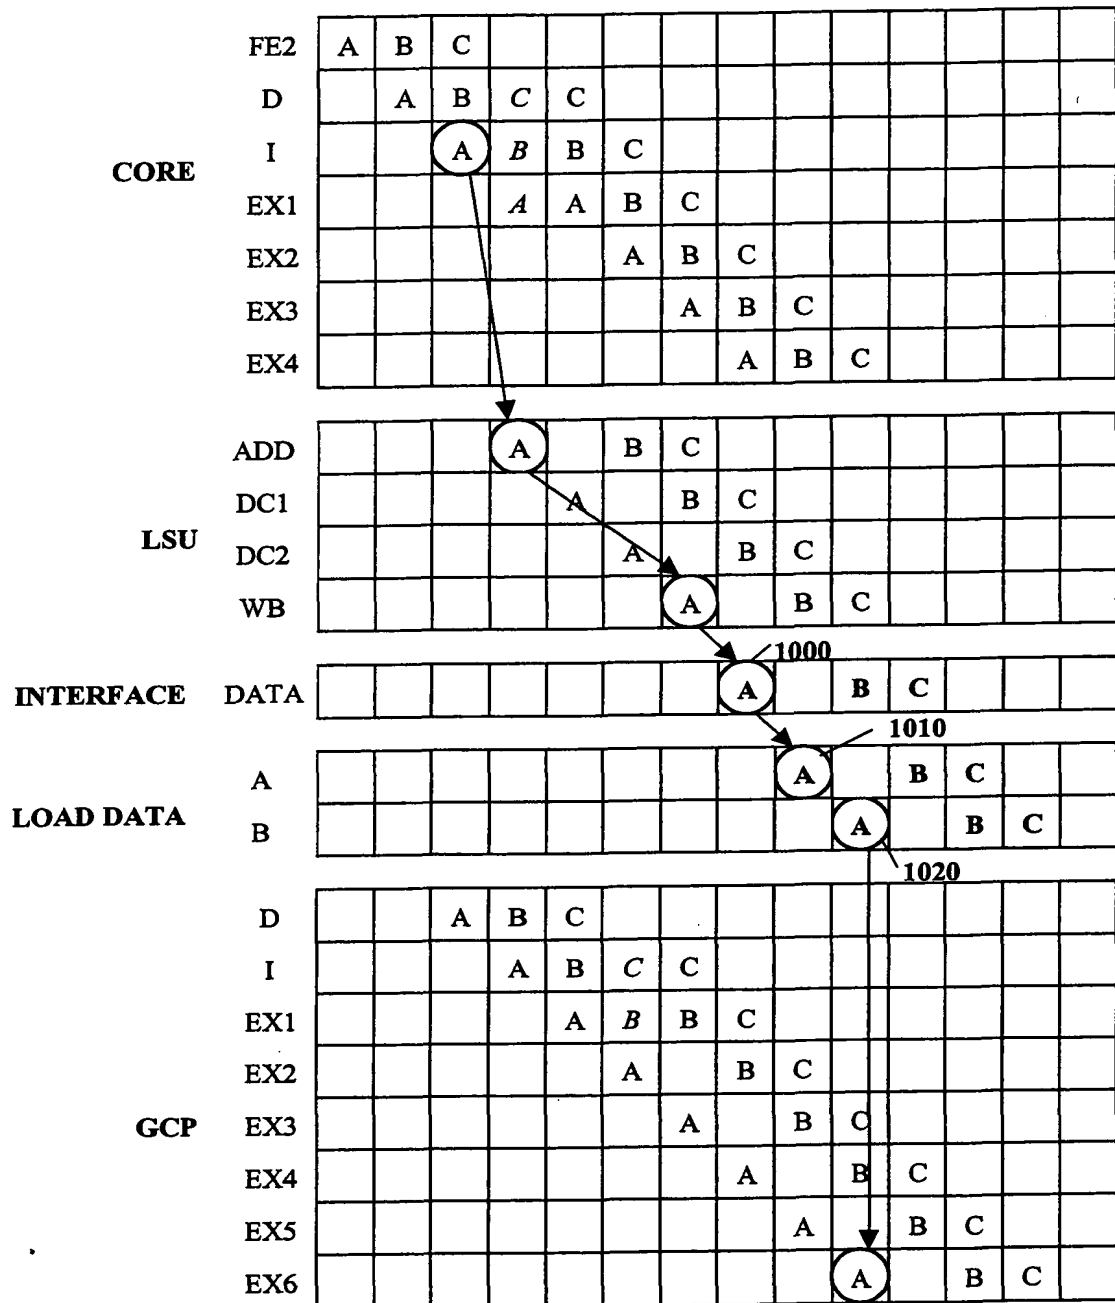 FE2 A B C
D A B C C
CORE
I A B B C
EX1 A A B C
EX2 A B C
EX3 A B C
EX4 A B C
ADD A B C
DC1 A B C
LSU
DC2 A B C
WB A B C
1000
INTERFACE DATA A B C
1010
A A B C
LOAD DATA
B A B C
1020
D A B C
I A B C C
EX1 A B B C
EX2 A B C
GCP EX3 A B C
EX4 A B C
EX5 A B C
EX6 A B C